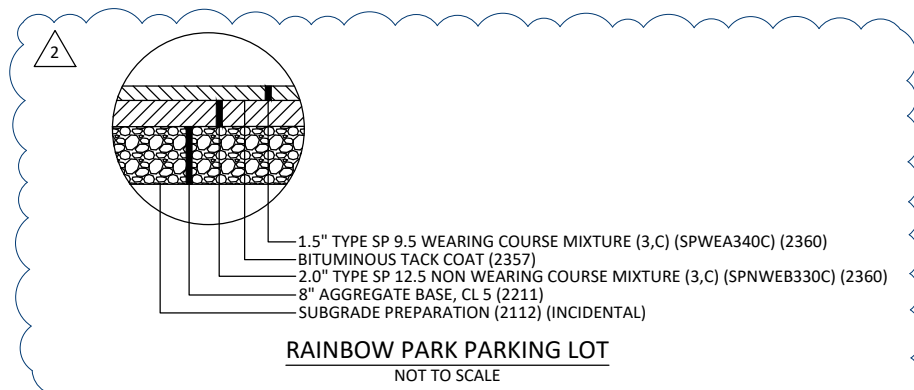 2
1.5" TYPE SP 9.5 WEARING COURSE MIXTURE (3,C) (SPWEA340C) (2360)
BITUMINOUS TACK COAT (2357)
2.0" TYPE SP 12.5 NON WEARING COURSE MIXTURE (3,C) (SPNWEB330C) (2360)
8" AGGREGATE BASE, CL 5 (2211)
SUBGRADE PREPARATION (2112) (INCIDENTAL)
RAINBOW PARK PARKING LOT
NOT TO SCALE